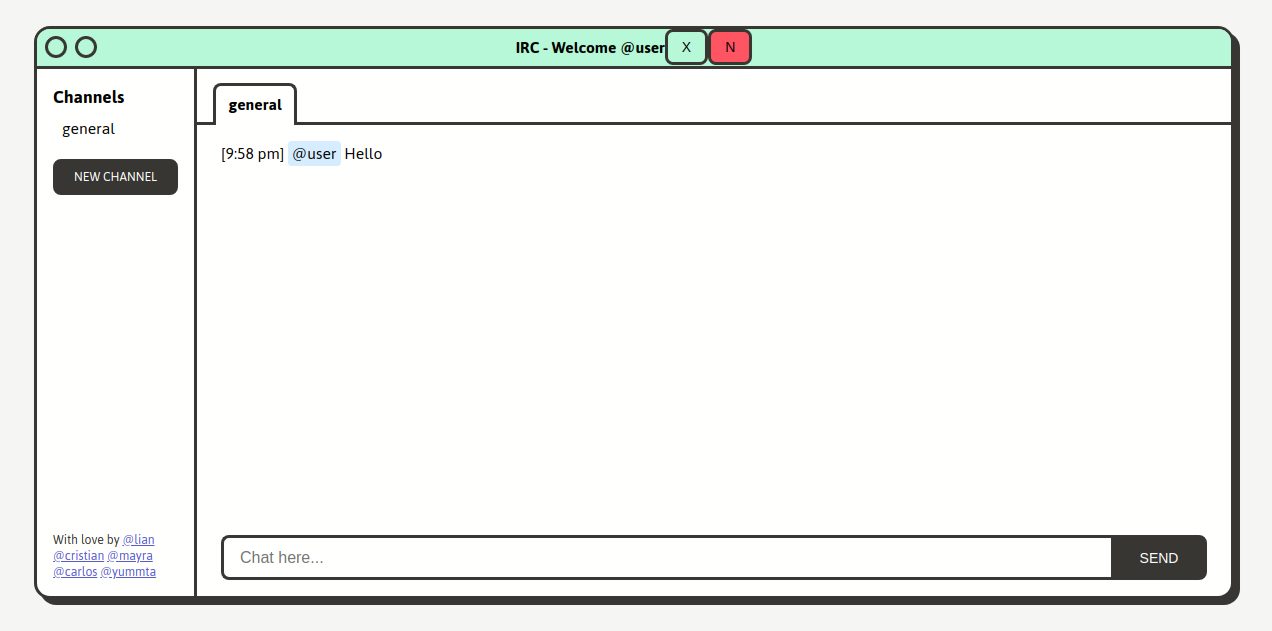 IRC - Welcome @user X N
Channels
general
NEW CHANNEL
general
[9:58 pm] @user Hello
Chat here...
SEND
With love by @lian
@cristian @mayra
@carlos @yummta